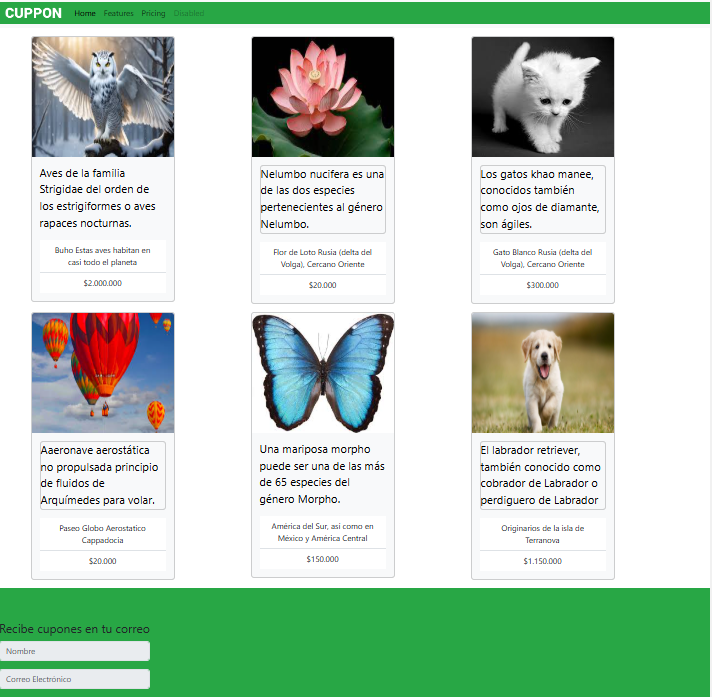 CUPPON Home Features Pricing Disabled
Aves de la familia
Strigidae del orden de
los estrigiformes o aves
rapaces nocturnas.
Buho Estas aves habitan en
casi todo el planeta
$2.000.000
Nelumbo nucifera es una
de las dos especies
pertenecientes al género
Nelumbo.
Flor de Loto Rusia (delta del
Volga), Cercano Oriente
$20.000
Los gatos khao manee,
conocidos también
como ojos de diamante,
son ágiles.
Gato Blanco Rusia (delta del
Volga), Cercano Oriente
$300.000
Aaeronave aerostática
no propulsada principio
de fluidos de
Arquímedes para volar.
Paseo Globo Aerostatico
Cappadocia
$20.000
Una mariposa morpho
puede ser una de las más
de 65 especies del
género Morpho.
América del Sur, asi como en
México y América Central
$150.000
El labrador retriever,
también conocido como
cobrador de Labrador o
perdiguero de Labrador
Originarios de la isla de
Terranova
$1.150.000
Recibe cupones en tu correo
Nombre
Correo Electrónico